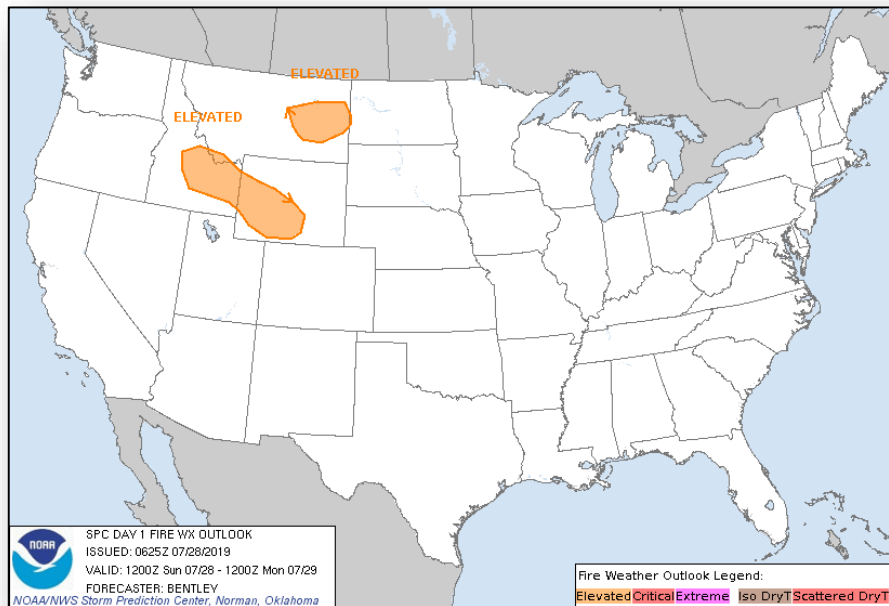 ELEVATED
ELEVATED
NOAA
SPC DAY 1 FIRE WX OUTLOOK
ISSUED: 0625Z 07/28/2019
VALID: 1200Z Sun 07/28 - 1200Z Mon 07/29
FORECASTER: BENTLEY
NOAA/NWS Storm Prediction Center, Norman, Oklahoma
Fire Weather Outlook Legend:
Elevated Critical Extreme Iso DryT Scattered DryT